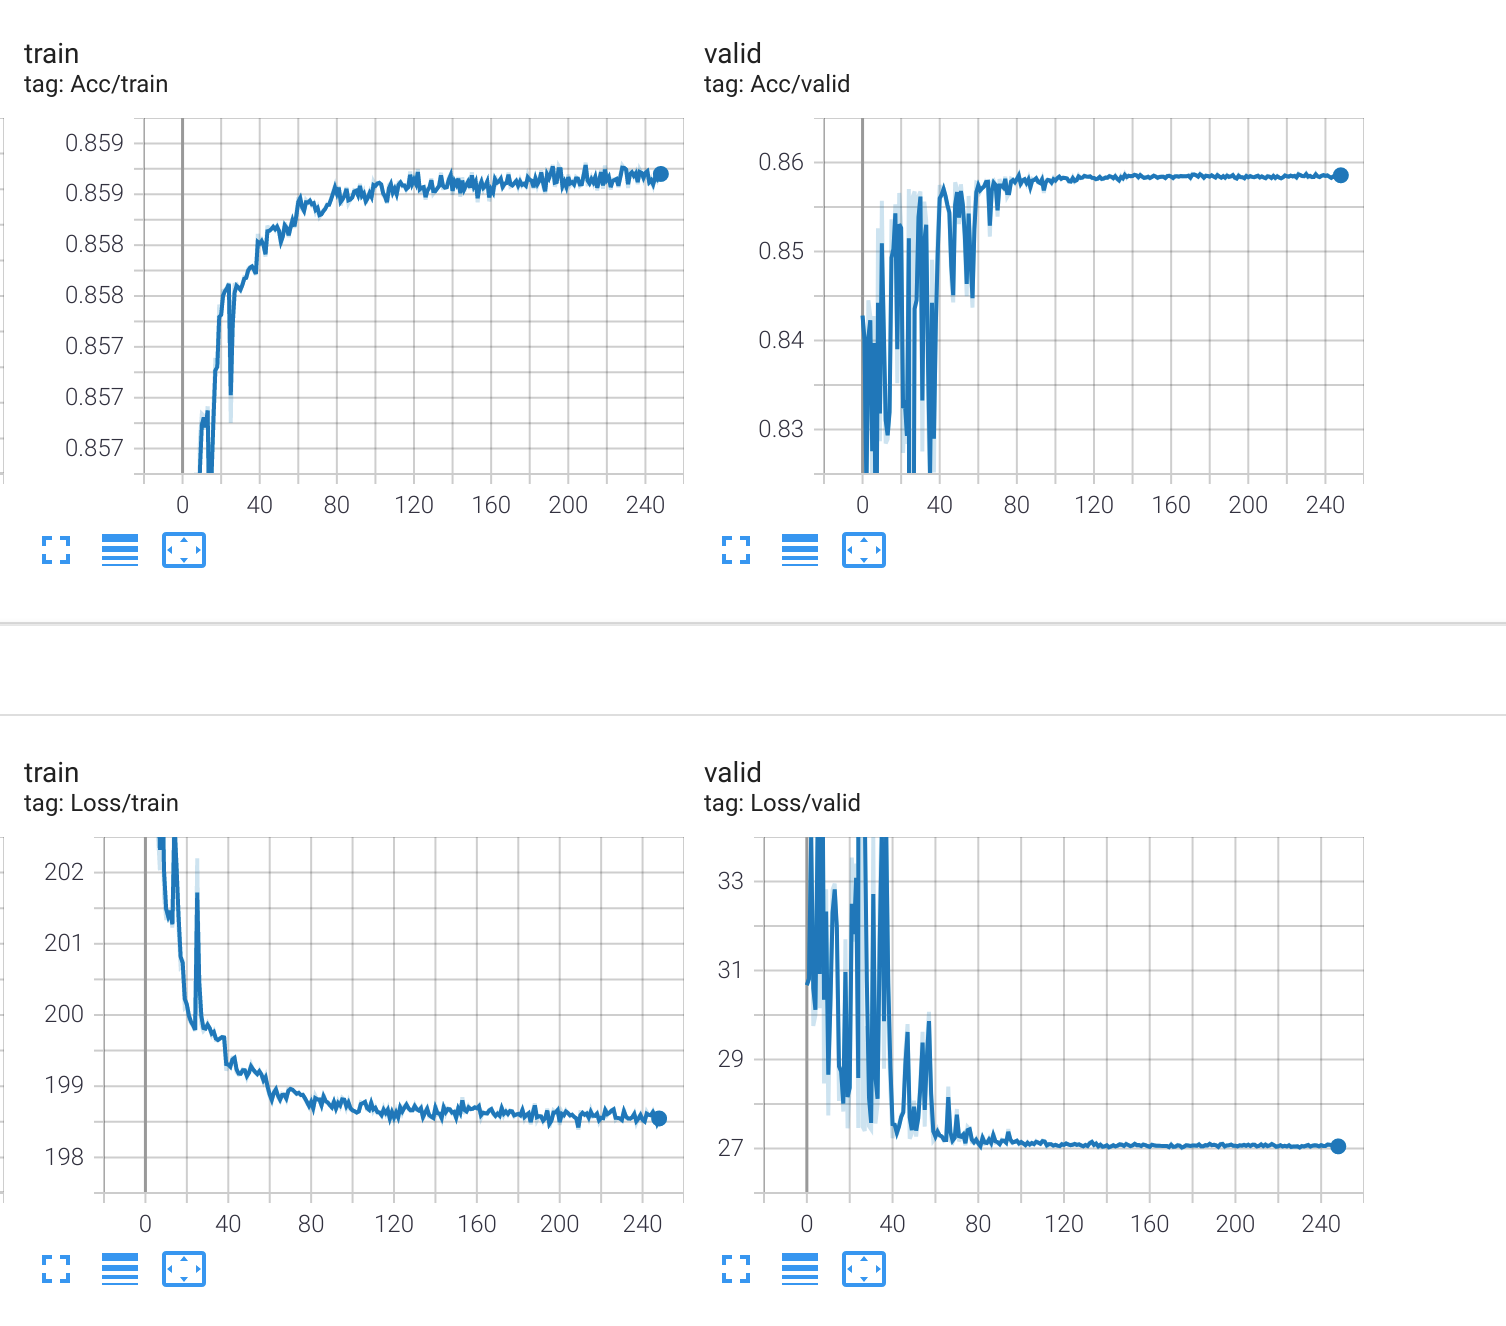 train
tag: Acc/train
0.859
0.859
0.858
0.858
0.857
0.857
0.857
0 40 80 120 160 200 240
valid
tag: Acc/valid
0.86
0.85
0.84
0.83
0 40 80 120 160 200 240
train
tag: Loss/train
202
201
200
199
198
0 40 80 120 160 200 240
valid
tag: Loss/valid
33
31
29
27
0 40 80 120 160 200 240